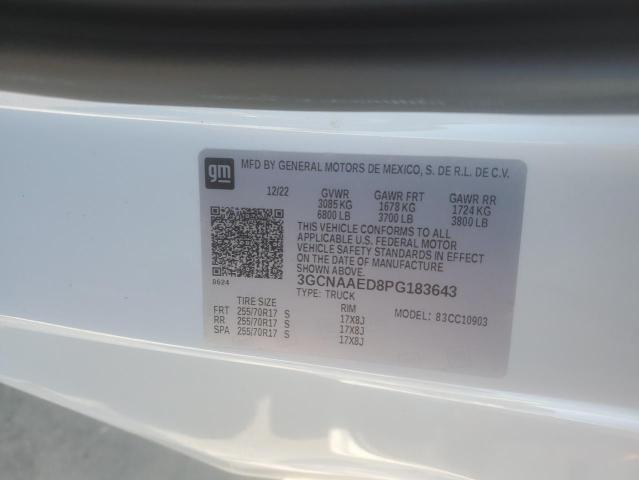 gm
MFD BY GENERAL MOTORS DE MEXICO, S. DE R.L. DE C.V.
12/22 GVWR GAWR FRT GAWR RR
3085 KG 1678 KG 1724 KG
6800 LB 3700 LB 3800 LB
THIS VEHICLE CONFORMS TO ALL
APPLICABLE U.S. FEDERAL MOTOR
VEHICLE SAFETY STANDARDS IN EFFECT
ON THE DATE OF MANUFACTURE
SHOWN ABOVE.
0624 3GCNAAED8PG183643
TYPE: TRUCK
TIRE SIZE RIM MODEL: 83CC10903
FRT 255/70R17 S 17X8J
RR 255/70R17 S 17X8J
SPA 255/70R17 S 17X8J